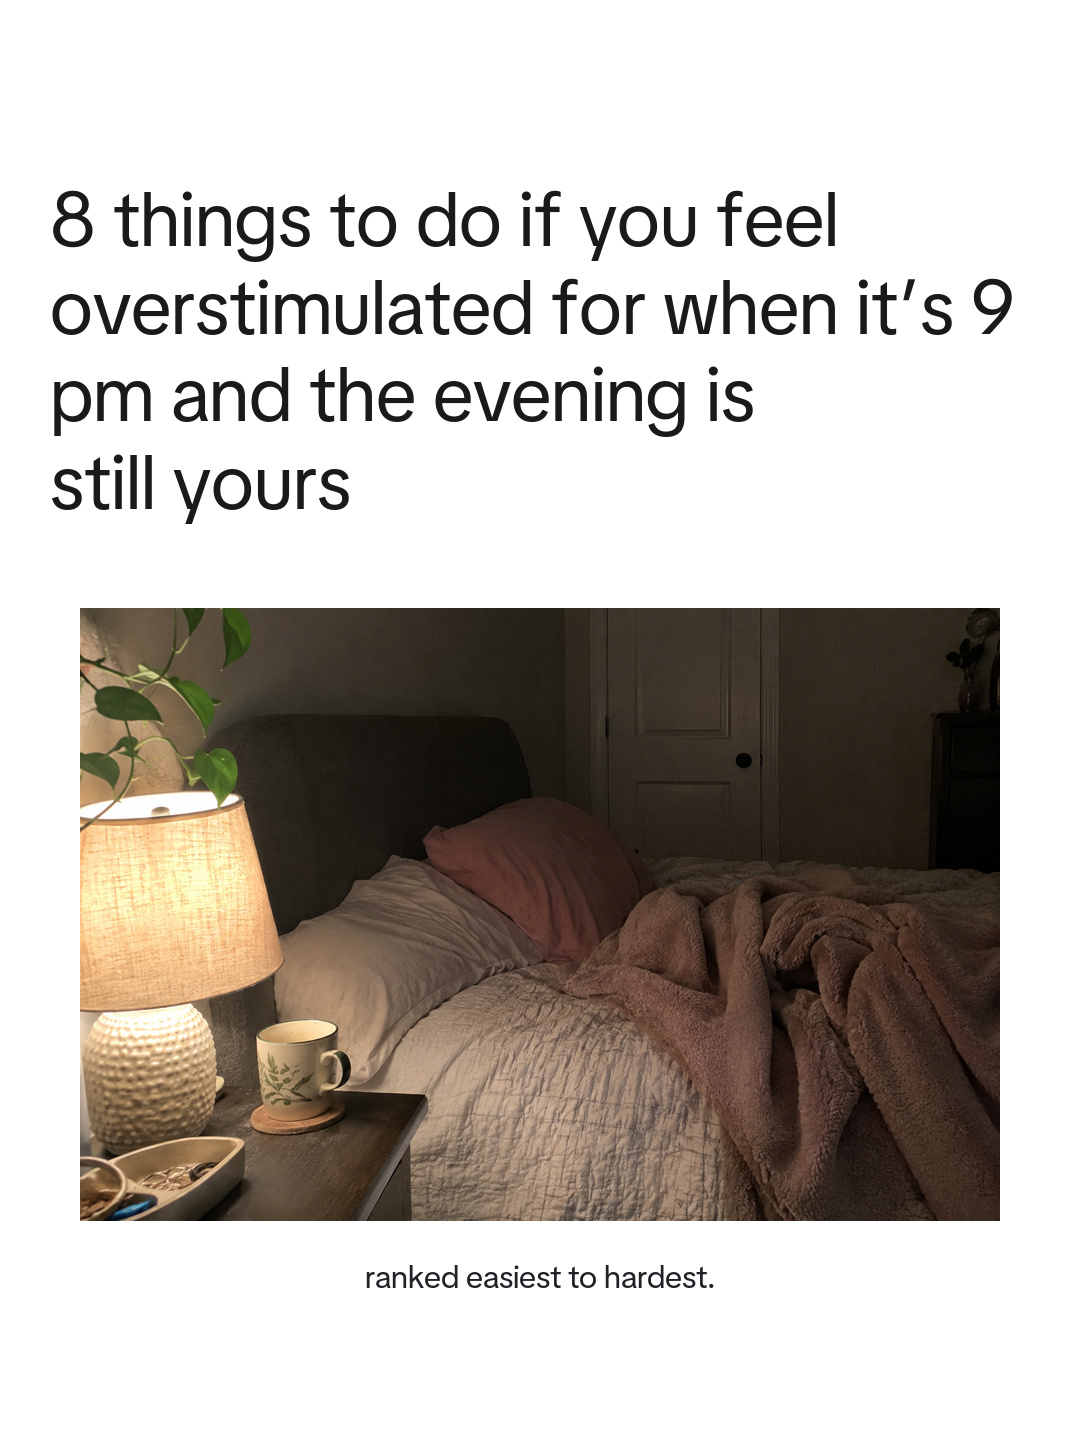 8 things to do if you feel
overstimulated for when it’s 9
pm and the evening is
still yours
ranked easiest to hardest.